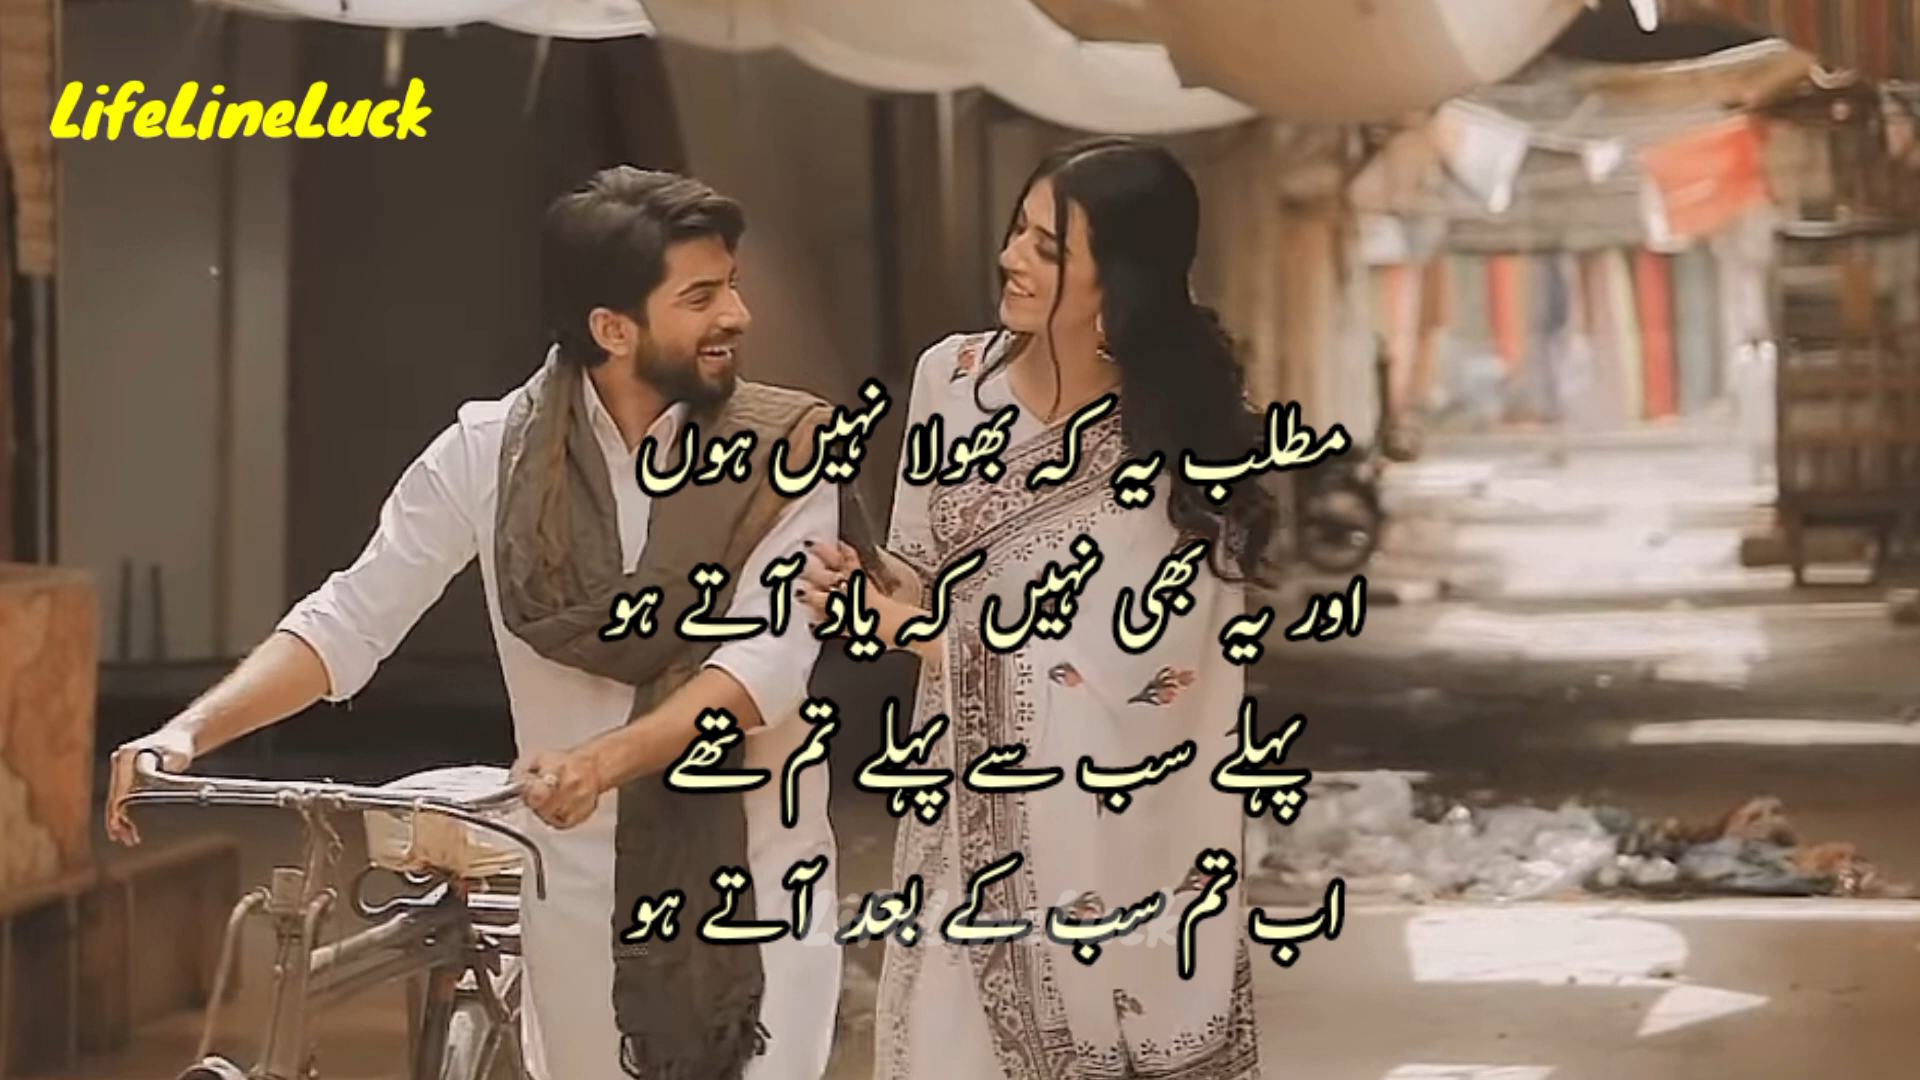 LifeLineLuck
مطلب یہ کہ بھولا نہیں ہوں
اور یہ بھی نہیں کہ یاد آتے ہو
پہلے سب سے پہلے تم تھے
اب تم سب کے بعد آتے ہو
LifeLineLuck